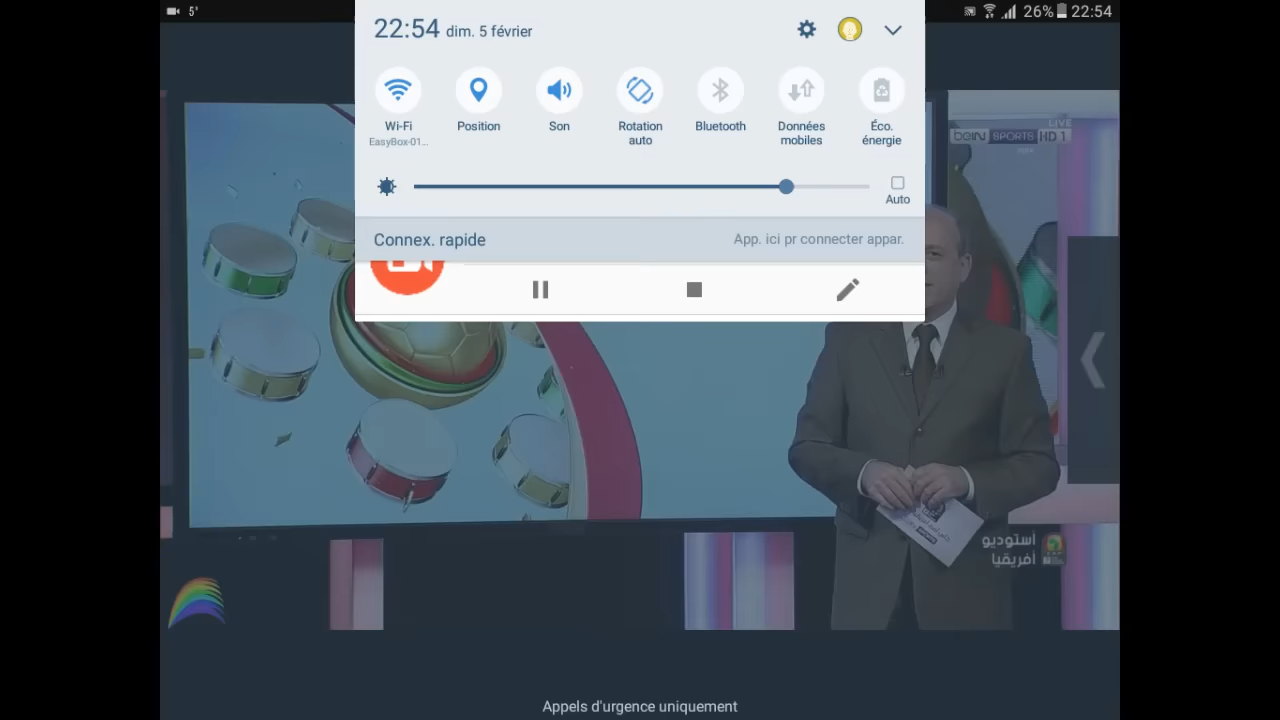 5'
26%
22:54
22:54 dim. 5 février
Wi-Fi
EasyBox-01...
Position
Son
Rotation
auto
Bluetooth
Données
mobiles
Éco.
énergie
Auto
Connex. rapide
App. ici pr connecter appar.
LIVE
beIN SPORTS HD 1
أستوديو
أفريقيا
Appels d'urgence uniquement